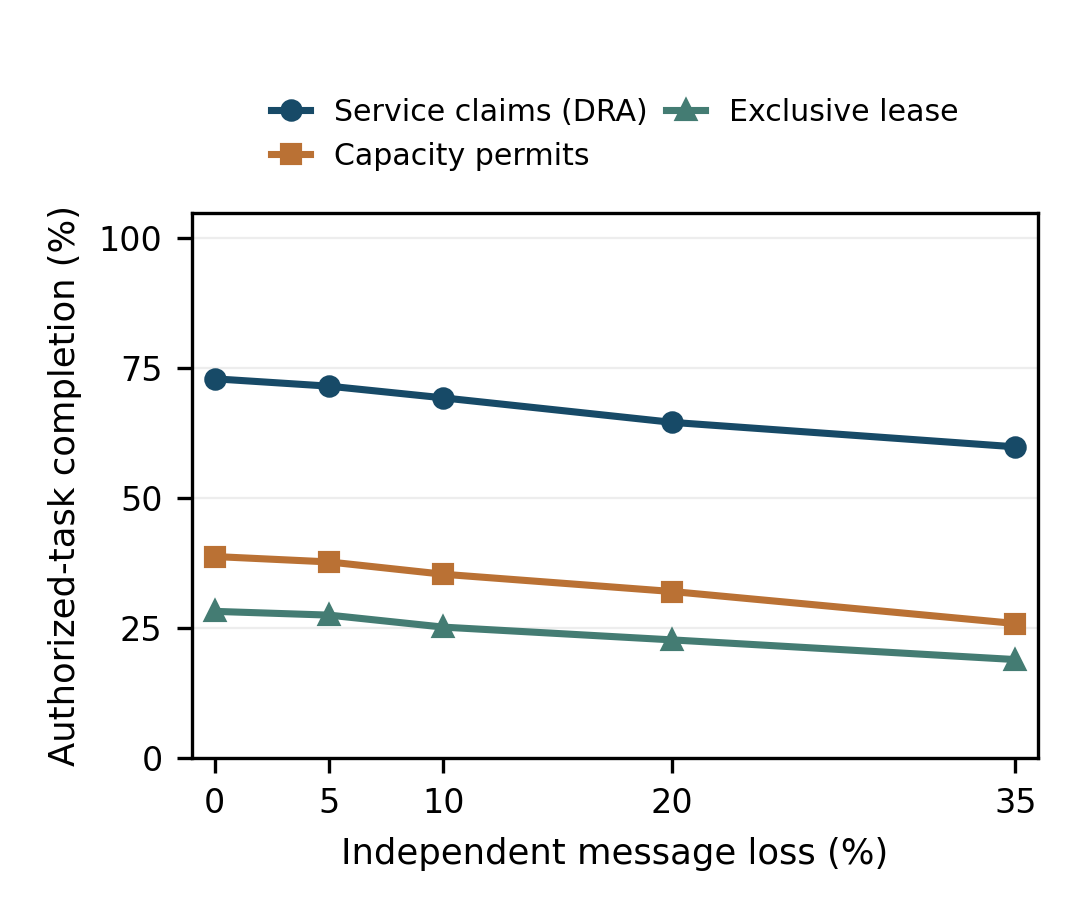 Service claims (DRA)
Exclusive lease
Capacity permits
Authorized-task completion (%)
100
75
50
25
0
0 5 10 20 35
Independent message loss (%)